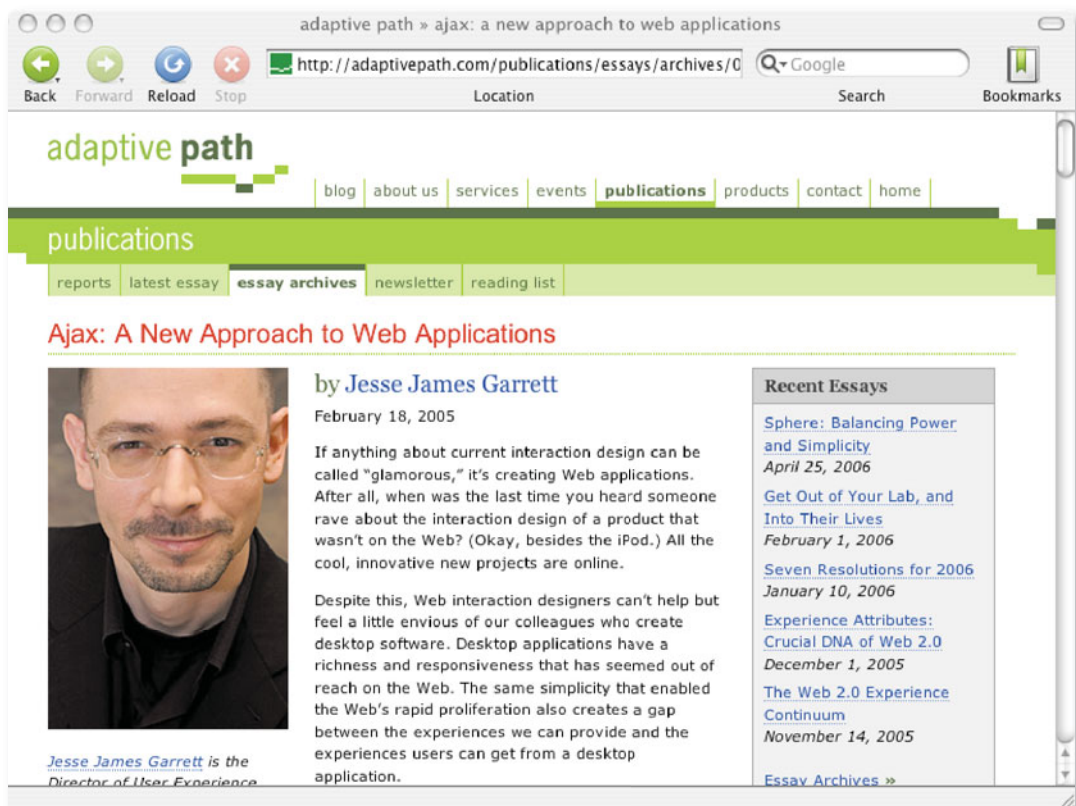 adaptive path » ajax: a new approach to web applications
http://adaptivepath.com/publications/essays/archives/0
Google
Back Forward Reload Stop Location Search Bookmarks
adaptive path
blog about us services events publications products contact home
publications
reports latest essay essay archives newsletter reading list
Ajax: A New Approach to Web Applications
by Jesse James Garrett
February 18, 2005
If anything about current interaction design can be
called “glamorous,” it’s creating Web applications.
After all, when was the last time you heard someone
rave about the interaction design of a product that
wasn’t on the Web? (Okay, besides the iPod.) All the
cool, innovative new projects are online.
Despite this, Web interaction designers can’t help but
feel a little envious of our colleagues who create
desktop software. Desktop applications have a
richness and responsiveness that has seemed out of
reach on the Web. The same simplicity that enabled
the Web’s rapid proliferation also creates a gap
between the experiences we can provide and the
experiences users can get from a desktop
application.
Jesse James Garrett is the
Director of User Experience
Recent Essays
Sphere: Balancing Power
and Simplicity
April 25, 2006
Get Out of Your Lab, and
Into Their Lives
February 1, 2006
Seven Resolutions for 2006
January 10, 2006
Experience Attributes:
Crucial DNA of Web 2.0
December 1, 2005
The Web 2.0 Experience
Continuum
November 14, 2005
Essay Archives »